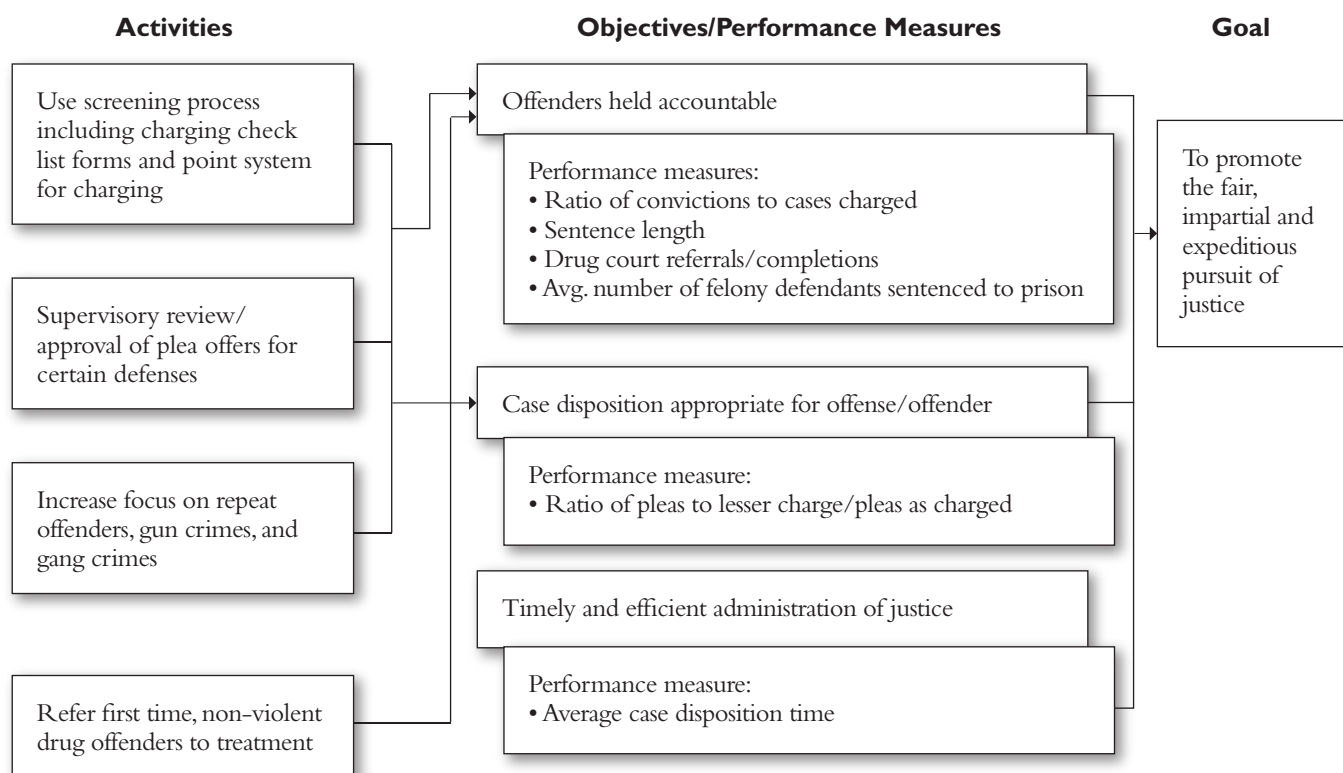 Activities
Objectives/Performance Measures
Goal
Use screening process
including charging check
list forms and point system
for charging
Supervisory review/
approval of plea offers for
certain defenses
Increase focus on repeat
offenders, gun crimes, and
gang crimes
Refer first time, non-violent
drug offenders to treatment
Offenders held accountable
Performance measures:
• Ratio of convictions to cases charged
• Sentence length
• Drug court referrals/completions
• Avg. number of felony defendants sentenced to prison
Case disposition appropriate for offense/offender
Performance measure:
• Ratio of pleas to lesser charge/pleas as charged
Timely and efficient administration of justice
Performance measure:
• Average case disposition time
To promote
the fair,
impartial and
expeditious
pursuit of
justice